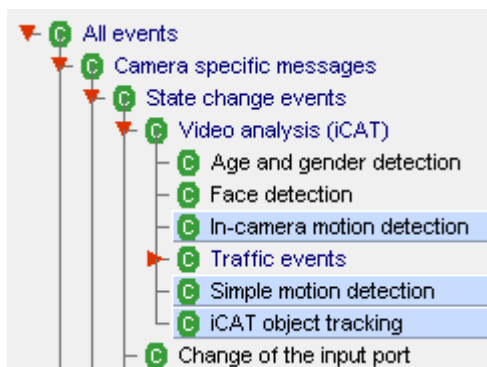 C All events
C Camera specific messages
C State change events
C Video analysis (iCAT)
C Age and gender detection
C Face detection
C In-camera motion detection
C Traffic events
C Simple motion detection
C iCAT object tracking
C Change of the input port